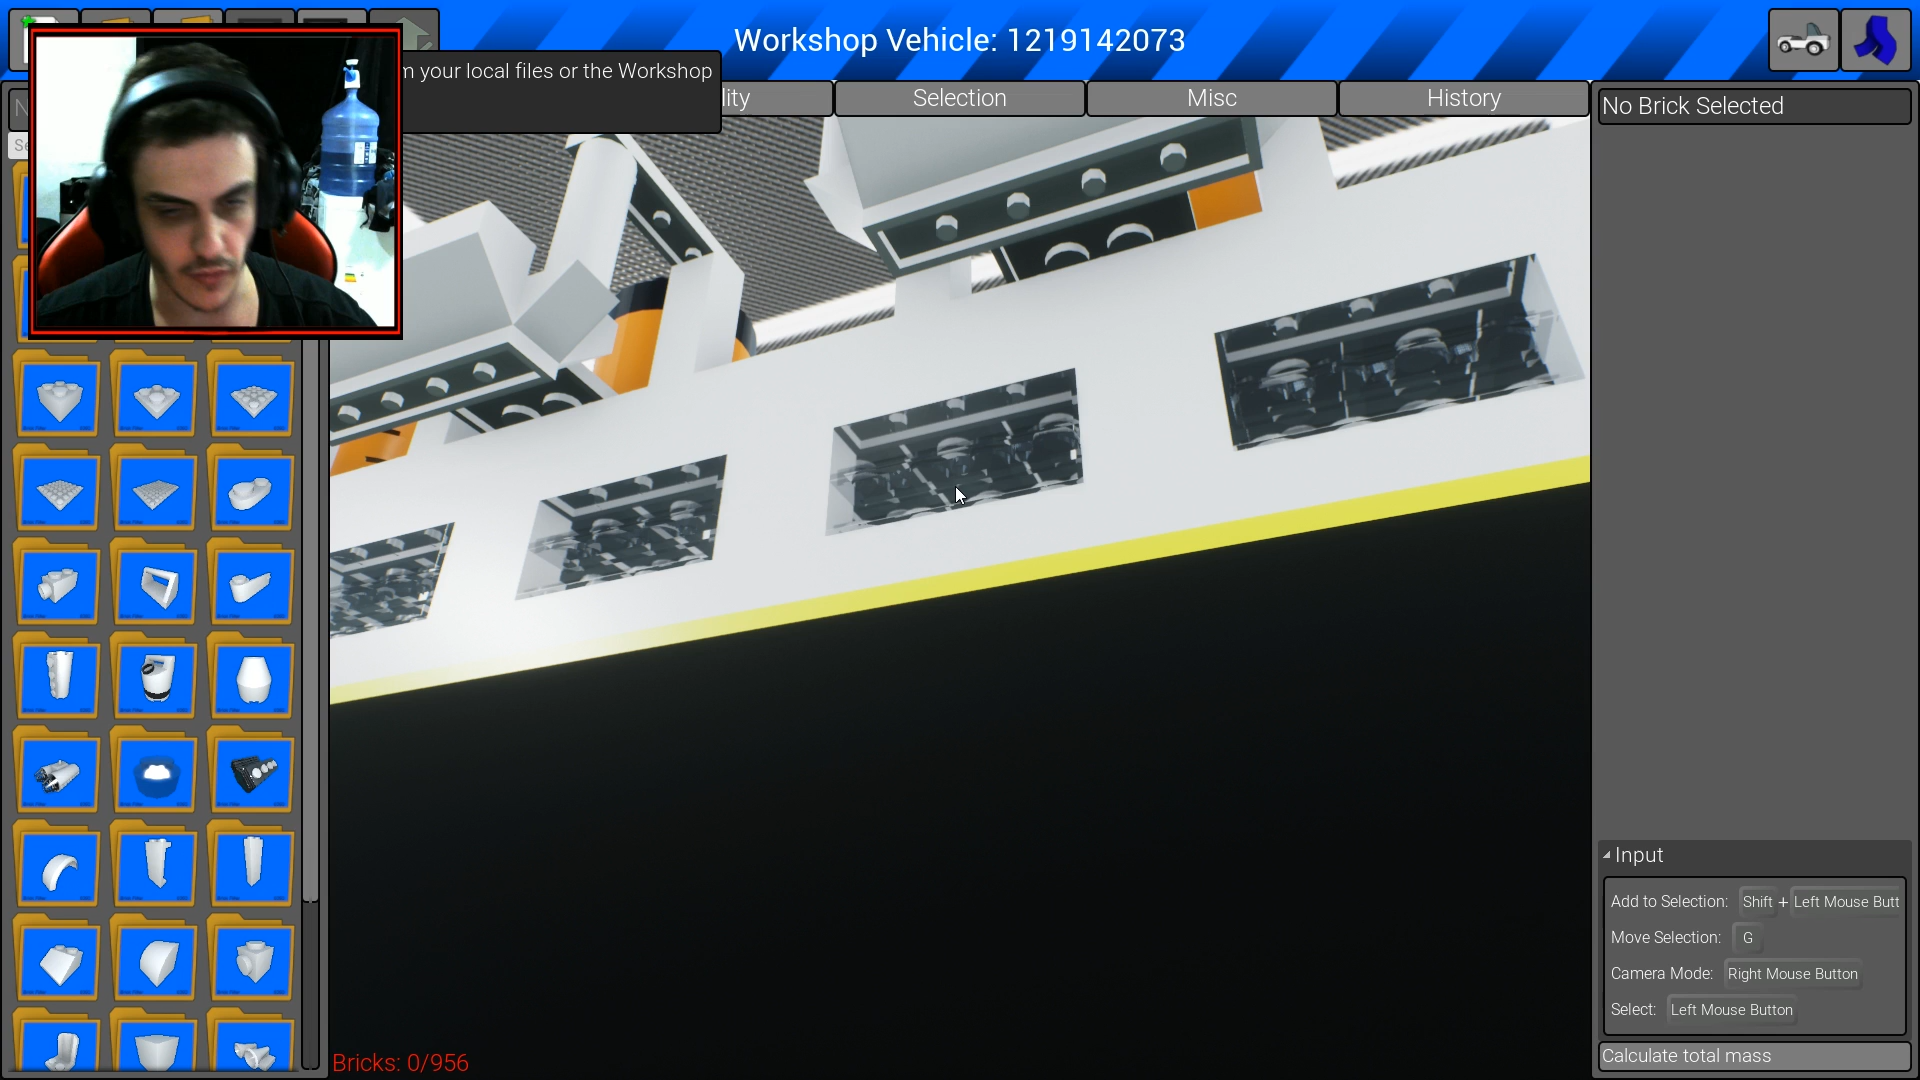 Workshop Vehicle: 1219142073
m your local files or the Workshop
lity
Selection
Misc
History
No Brick Selected
N
Se
Input
Add to Selection: Shift + Left Mouse Butt
Move Selection: G
Camera Mode: Right Mouse Button
Select: Left Mouse Button
Calculate total mass
Bricks: 0/956